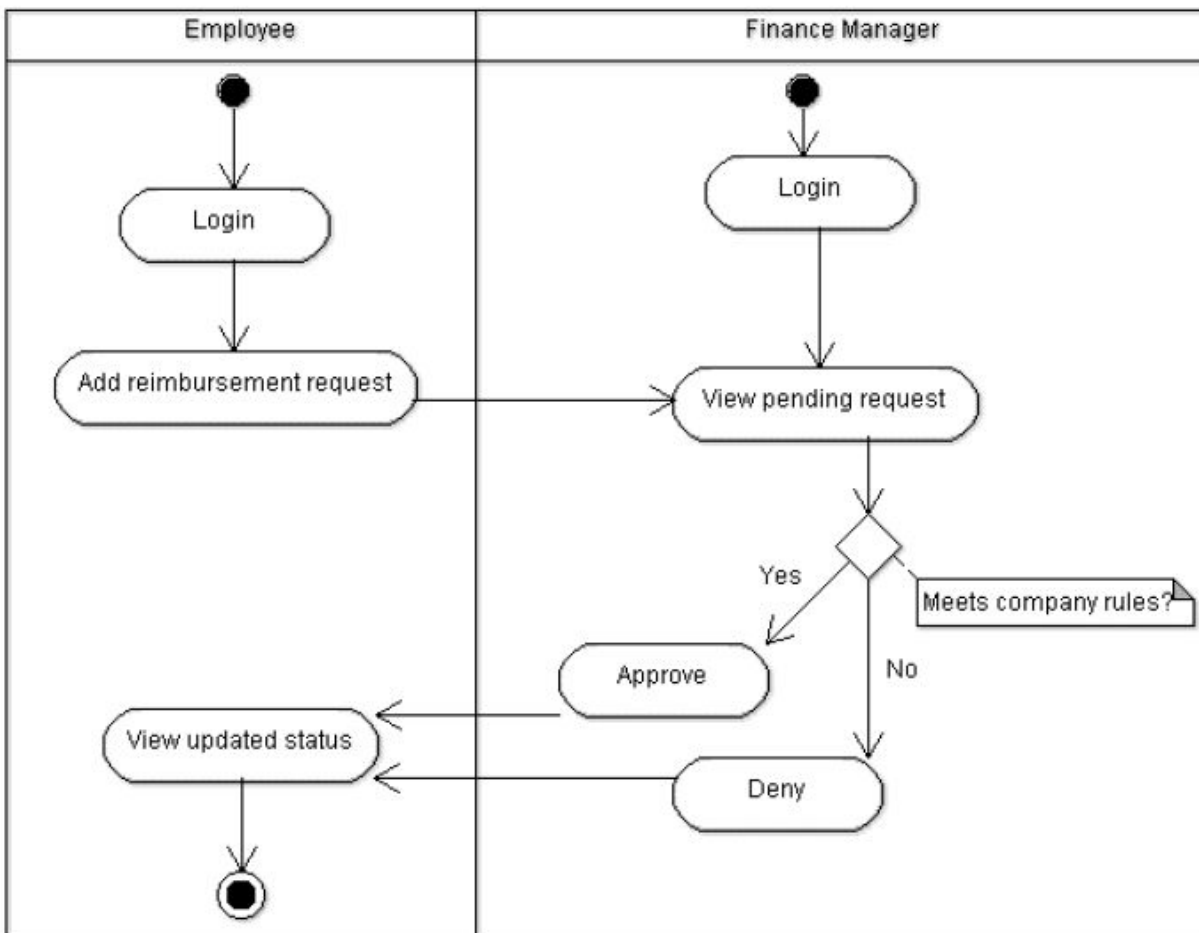 Employee
Finance Manager
Login
Login
Add reimbursement request
View pending request
Yes
Meets company rules?
No
Approve
View updated status
Deny